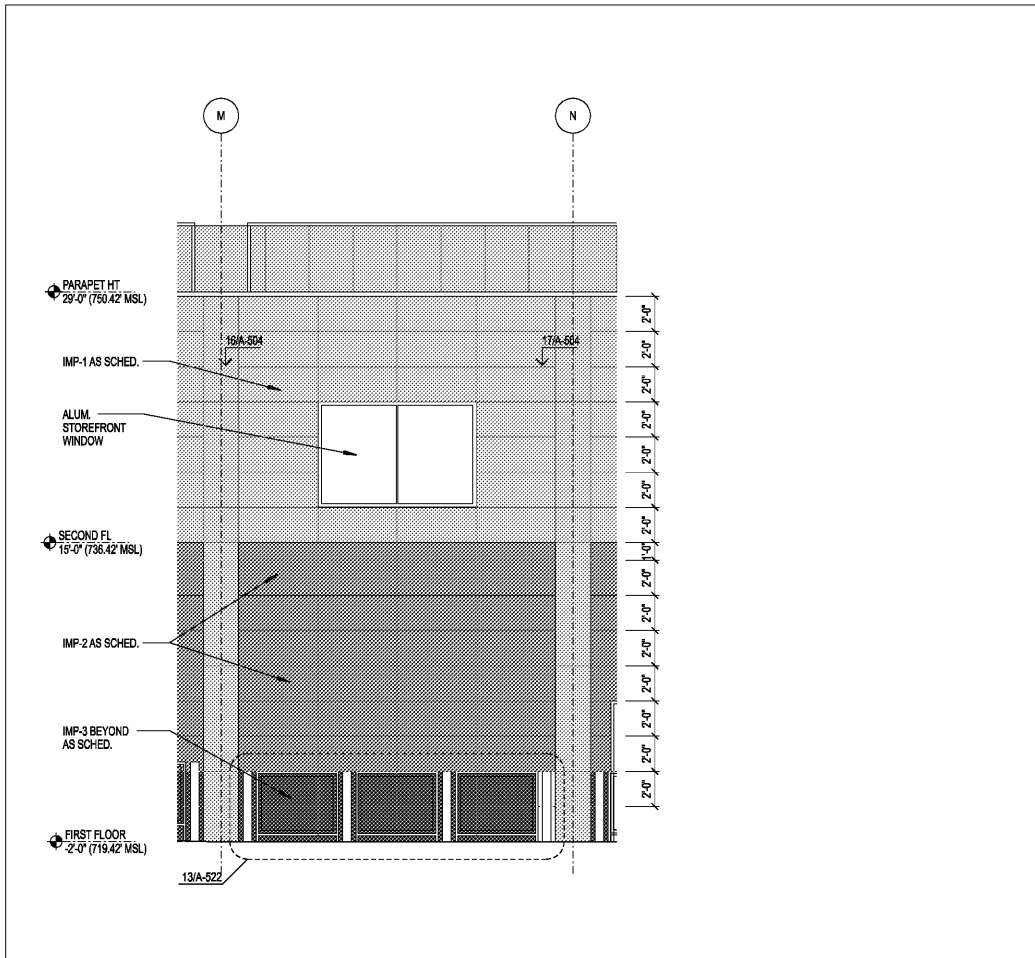 M
N
PARAPET HT
29'-0" (750.42' MSL)
16/A-504
17/A-504
IMP-1 AS SCHED.
ALUM.
STOREFRONT
WINDOW
SECOND FL
15'-0" (736.42' MSL)
IMP-2 AS SCHED.
IMP-3 BEYOND
AS SCHED.
FIRST FLOOR
-2'-0" (719.42' MSL)
13/A-522
2'-0"
2'-0"
2'-0"
2'-0"
2'-0"
2'-0"
2'-0"
1'-0"
2'-0"
2'-0"
2'-0"
2'-0"
2'-0"
2'-0"
2'-0"